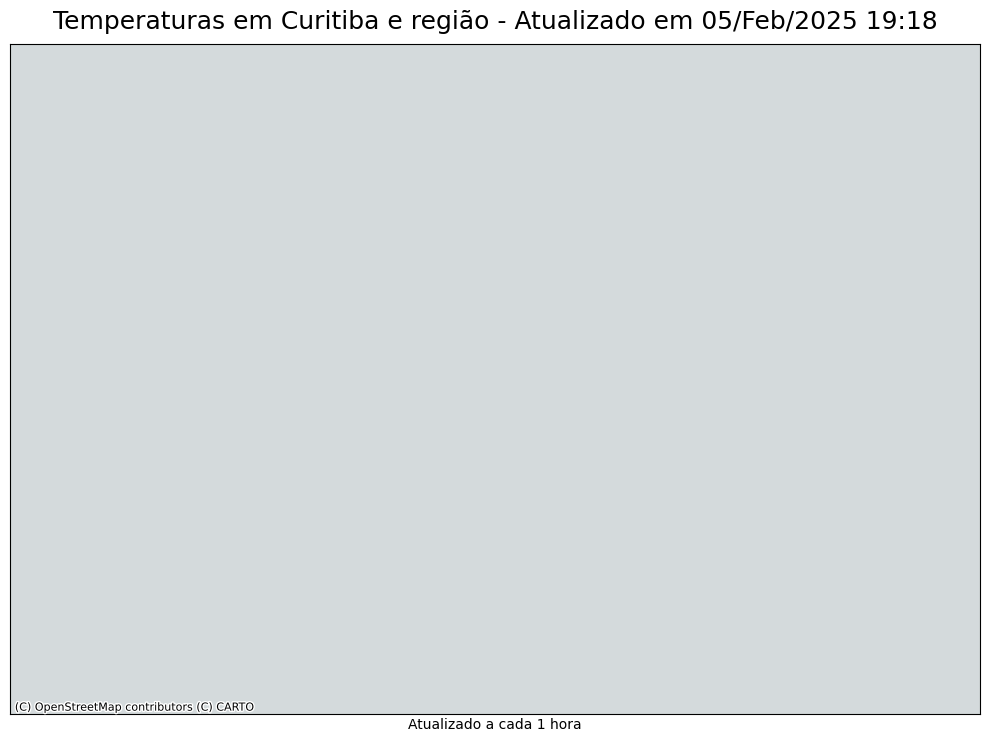 Temperaturas em Curitiba e região - Atualizado em 05/Feb/2025 19:18
(C) OpenStreetMap contributors (C) CARTO
Atualizado a cada 1 hora